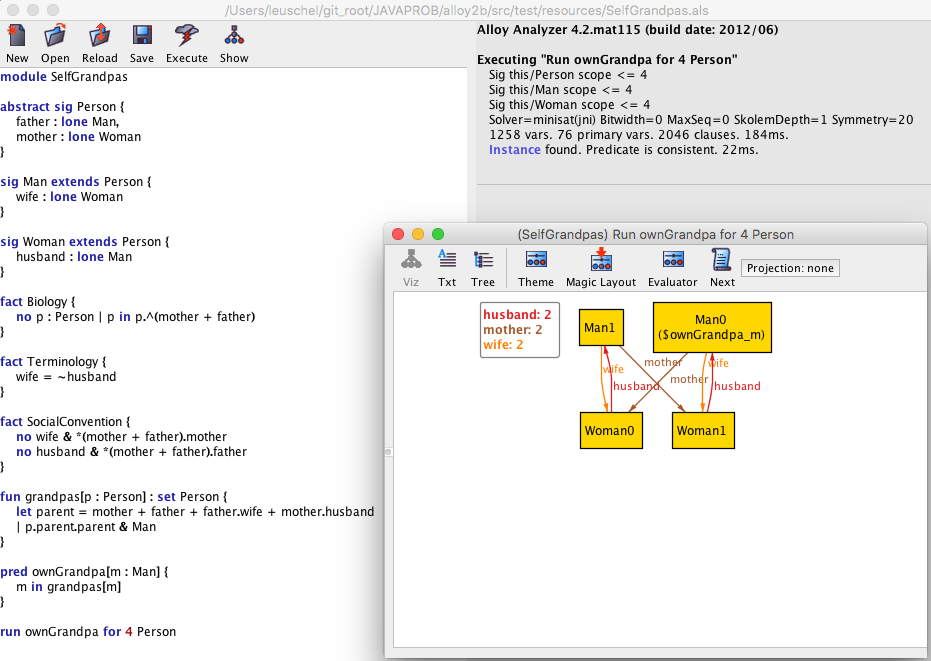 /Users/leuschel/git_root/JAVAPROB/alloy2b/src/test/resources/SelfGrandpas.als
New Open Reload Save Execute Show
module SelfGrandpas
abstract sig Person {
father : lone Man,
mother : lone Woman
}
sig Man extends Person {
wife : lone Woman
}
sig Woman extends Person {
husband : lone Man
}
fact Biology {
no p : Person | p in p.^(mother + father)
}
fact Terminology {
wife = ~husband
}
fact SocialConvention {
no wife & *(mother + father).mother
no husband & *(mother + father).father
}
fun grandpas[p : Person] : set Person {
let parent = mother + father + father.wife + mother.husband
| p.parent.parent & Man
}
pred ownGrandpa[m : Man] {
m in grandpas[m]
}
run ownGrandpa for 4 Person
Alloy Analyzer 4.2.mat115 (build date: 2012/06)
Executing "Run ownGrandpa for 4 Person"
Sig this/Person scope <= 4
Sig this/Man scope <= 4
Sig this/Woman scope <= 4
Solver=minisat(jni) Bitwidth=0 MaxSeq=0 SkolemDepth=1 Symmetry=20
1258 vars. 76 primary vars. 2046 clauses. 184ms.
Instance found. Predicate is consistent. 22ms.
(SelfGrandpas) Run ownGrandpa for 4 Person
Viz Txt Tree Theme Magic Layout Evaluator Next Projection: none
husband: 2
mother: 2
wife: 2
Man1
Man0
($ownGrandpa_m)
wife
mother
wife
husband
mother
husband
Woman0
Woman1